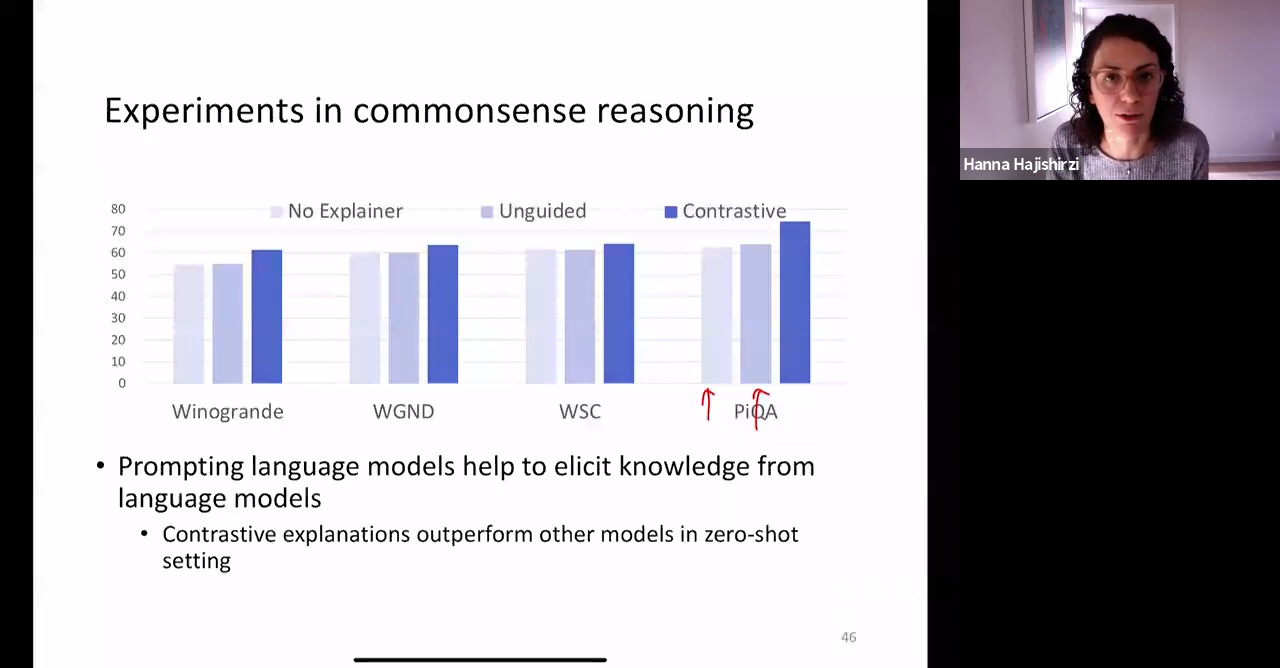 Experiments in commonsense reasoning
Hanna Hajishirzi
No Explainer Unguided Contrastive
80
70
60
50
40
30
20
10
0
Winogrande WGND WSC PiQA
• Prompting language models help to elicit knowledge from
language models
• Contrastive explanations outperform other models in zero-shot
setting
46